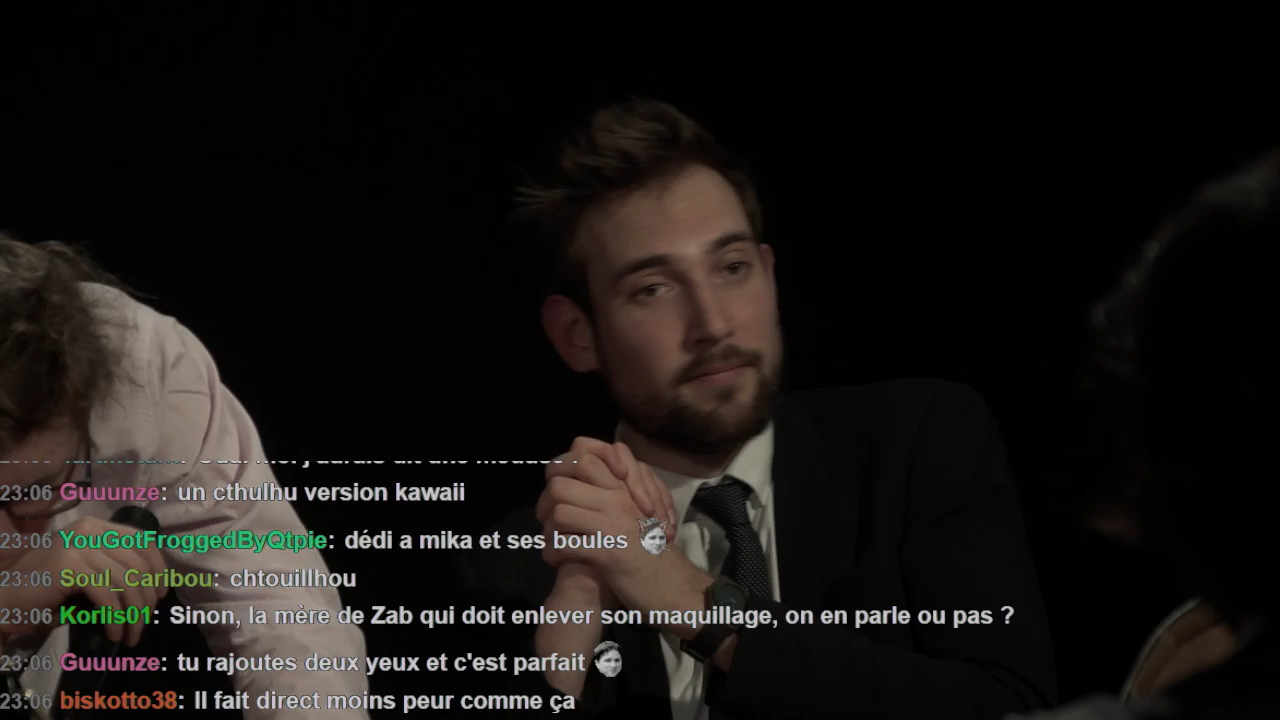 23:06 Guuunze: un cthulhu version kawaii
23:06 YouGotFroggedByQtpie: dédi a mika et ses boules
23:06 Soul_Caribou: chtouillhou
23:06 Korlis01: Sinon, la mère de Zab qui doit enlever son maquillage, on en parle ou pas ?
23:06 Guuunze: tu rajoutes deux yeux et c'est parfait
23:06 biskotto38: Il fait direct moins peur comme ça